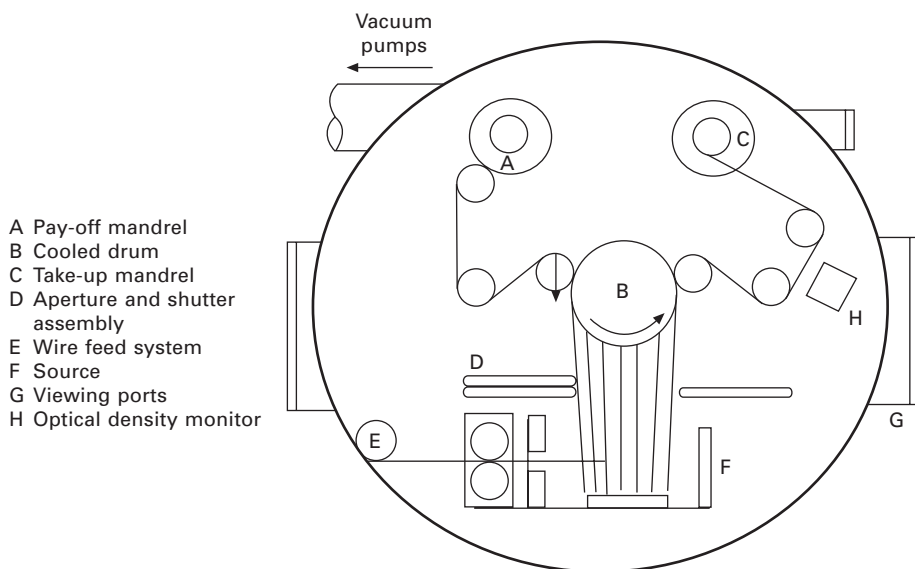 Vacuum
pumps
A
C
B
H
D
G
E
F
A Pay-off mandrel
B Cooled drum
C Take-up mandrel
D Aperture and shutter
assembly
E Wire feed system
F Source
G Viewing ports
H Optical density monitor